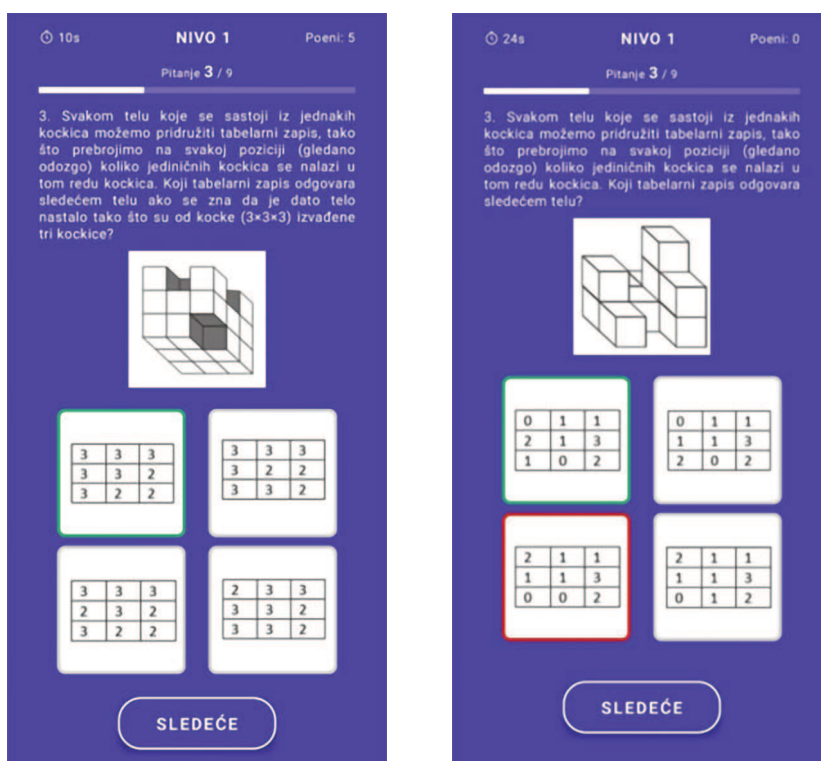 10s NIVO 1 Poeni: 5
Pitanje 3 / 9
3. Svakom telu koje se sastoji iz jednakih
kockica možemo pridružiti tabelarni zapis, tako
što prebrojimo na svakoj poziciji (gledano
odozgo) koliko jediničnih kockica se nalazi u
tom redu kockica. Koji tabelarni zapis odgovara
sledećem telu ako se zna da je dato telo
nastalo tako što su od kocke (3×3×3) izvađene
tri kockice?
3 3 3
3 3 2
3 2 2
3 3 3
3 2 2
3 3 2
3 3 3
2 3 2
3 2 2
2 3 3
3 3 2
3 3 2
SLEDEĆE
24s NIVO 1 Poeni: 0
Pitanje 3 / 9
3. Svakom telu koje se sastoji iz jednakih
kockica možemo pridružiti tabelarni zapis, tako
što prebrojimo na svakoj poziciji (gledano
odozgo) koliko jediničnih kockica se nalazi u
tom redu kockica. Koji tabelarni zapis odgovara
sledećem telu?
0 1 1
2 1 3
1 0 2
0 1 1
1 1 3
2 0 2
2 1 1
1 1 3
0 0 2
2 1 1
1 1 3
0 1 2
SLEDEĆE